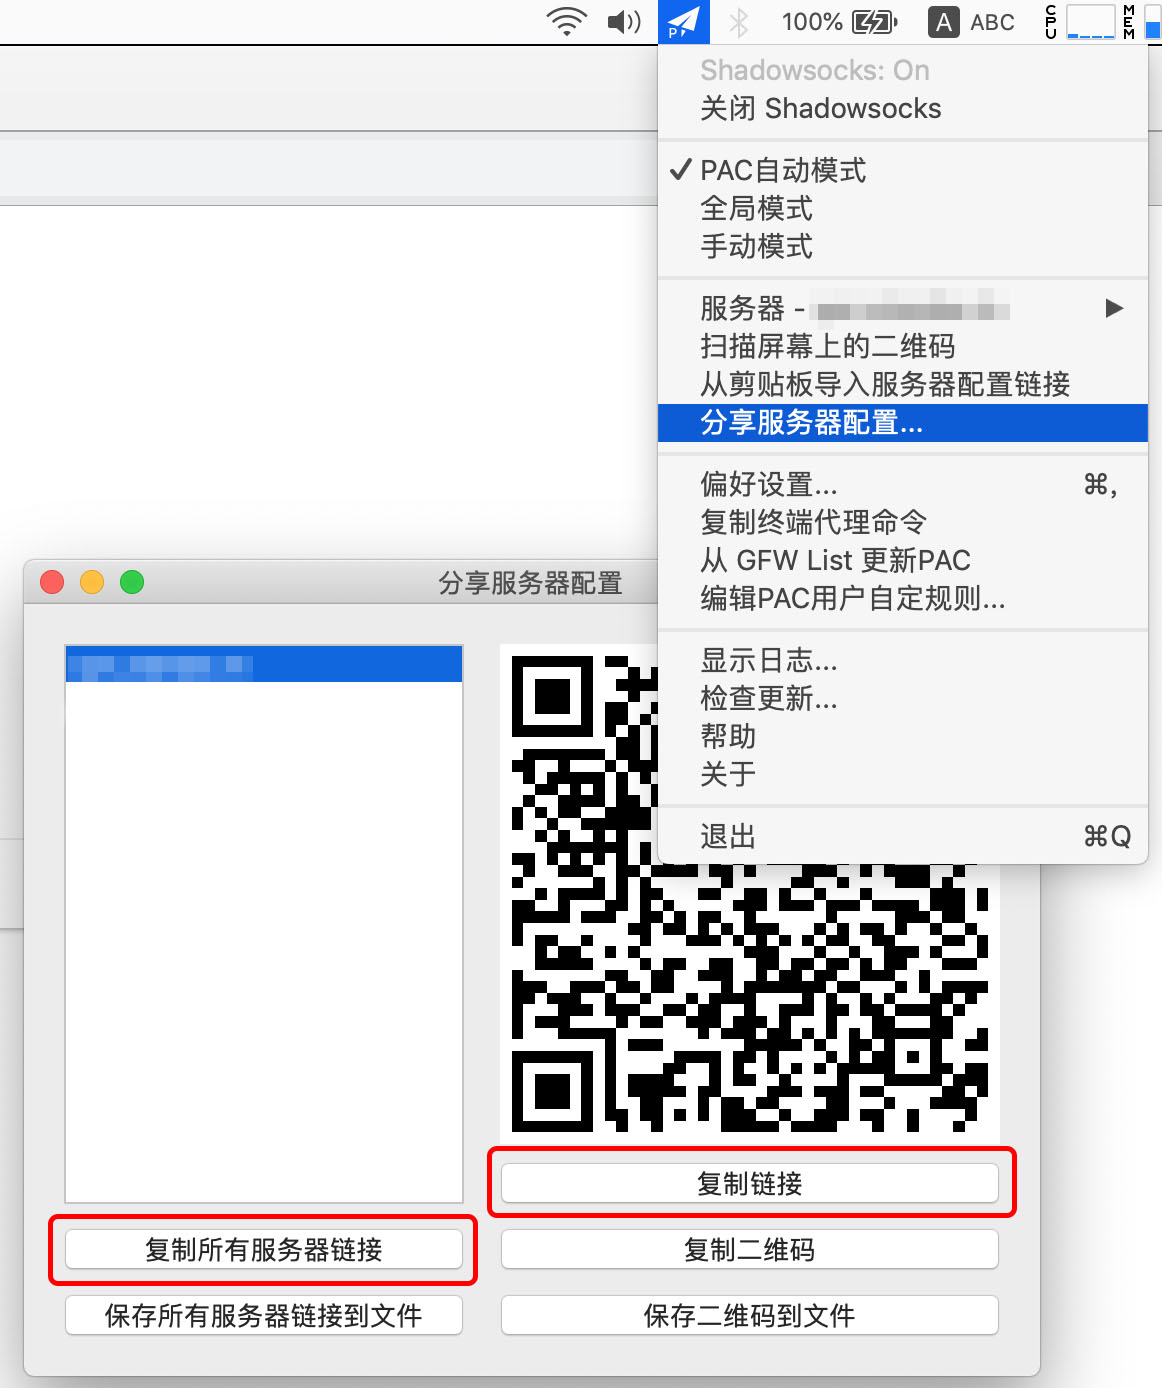 P
100%
A
ABC
CPU
MEM
Shadowsocks: On
关闭 Shadowsocks
✓ PAC自动模式
全局模式
手动模式
服务器 -
扫描屏幕上的二维码
从剪贴板导入服务器配置链接
分享服务器配置...
偏好设置... ⌘,
复制终端代理命令
从 GFW List 更新PAC
编辑PAC用户自定规则...
显示日志...
检查更新...
帮助
关于
退出 ⌘Q
分享服务器配置
复制链接
复制所有服务器链接
复制二维码
保存所有服务器链接到文件
保存二维码到文件